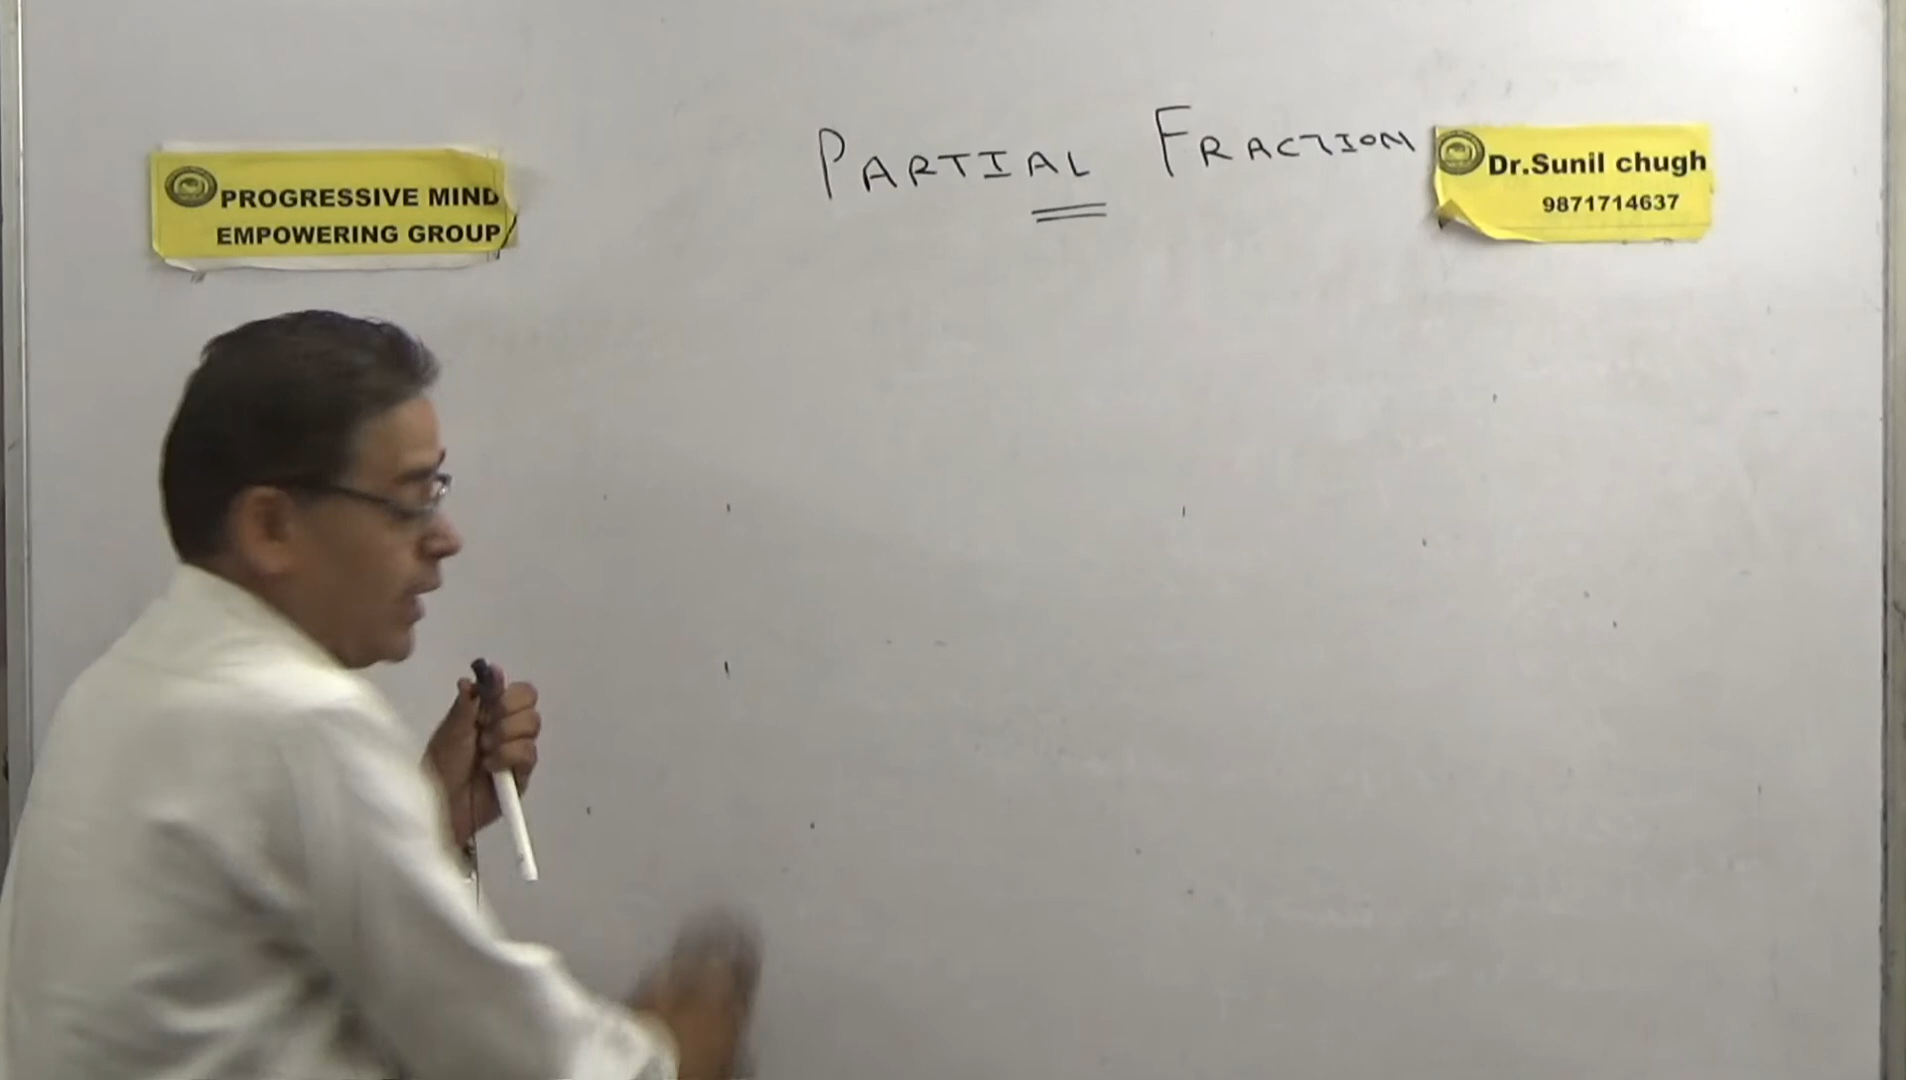 PARTIAL FRACTION
PROGRESSIVE MIND
EMPOWERING GROUP
Dr.Sunil chugh
9871714637